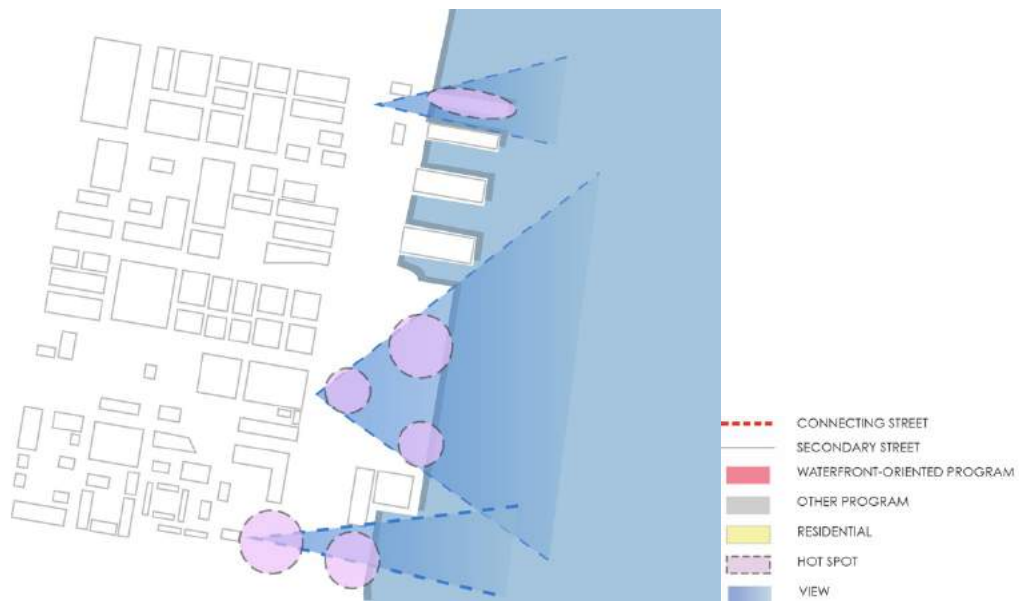 CONNECTING STREET
SECONDARY STREET
WATERFRONT-ORIENTED PROGRAM
OTHER PROGRAM
RESIDENTIAL
HOT SPOT
VIEW